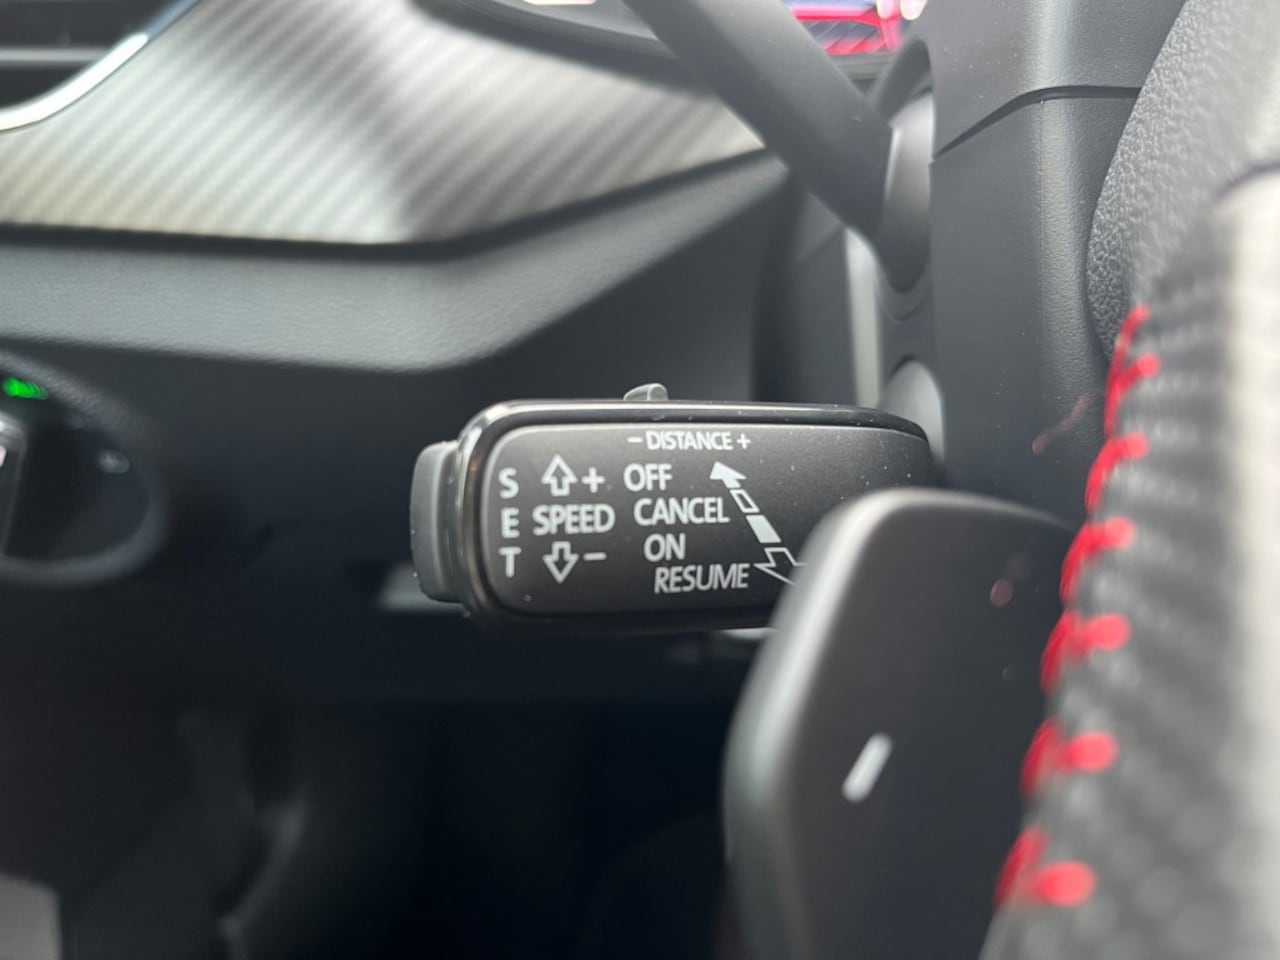 − DISTANCE +
S + OFF
E SPEED CANCEL
T − ON
RESUME
−